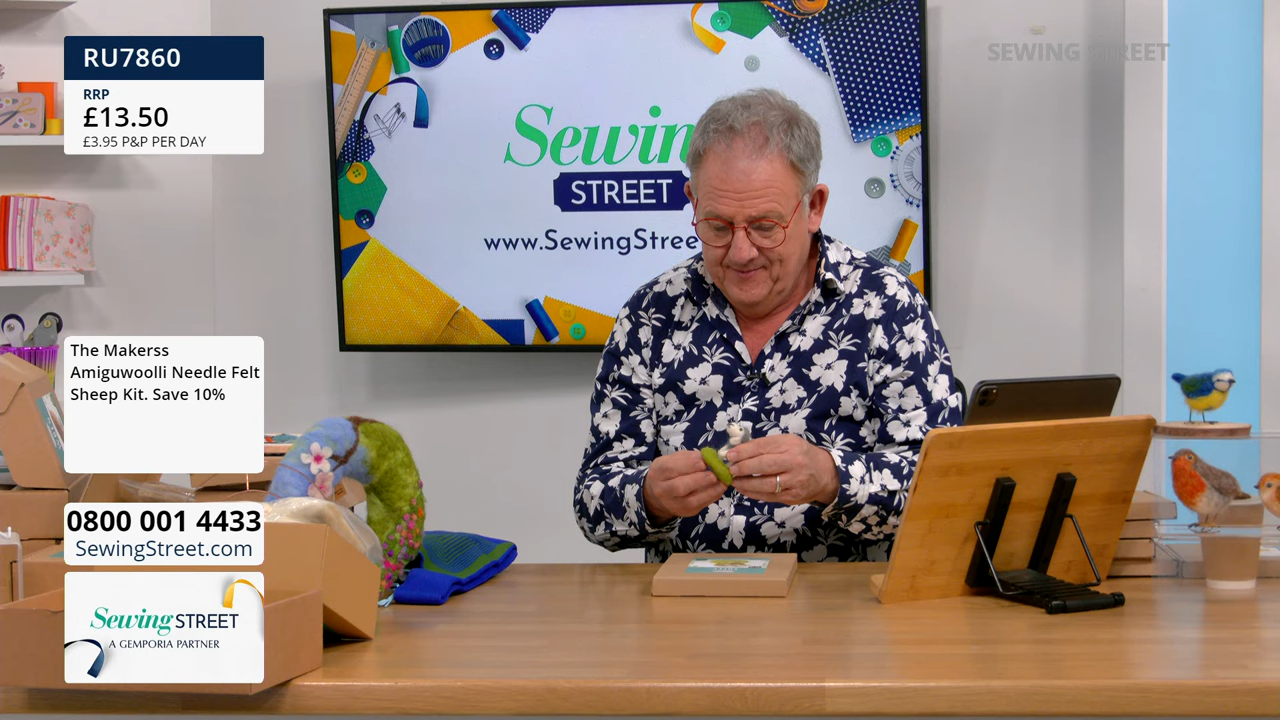 RU7860
RRP
£13.50
£3.95 P&P PER DAY
The Makerss
Amiguwoolli Needle Felt
Sheep Kit. Save 10%
0800 001 4433
SewingStreet.com
Sewing STREET
A GEMPORIA PARTNER
Sewin
STREET
www.SewingStree
SEWING STREET